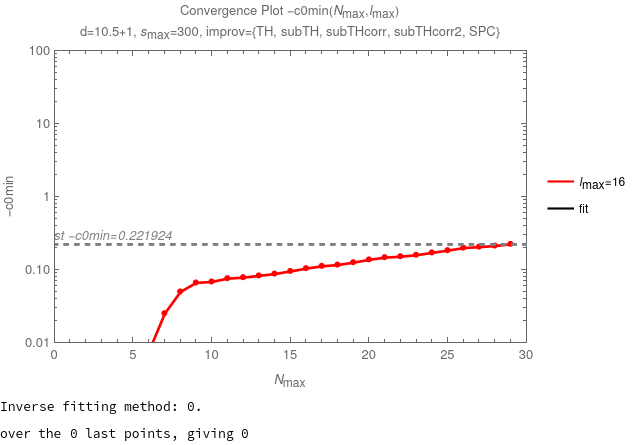 Convergence Plot −c0min(Nmax,lmax)
d=10.5+1, smax=300, improv={TH, subTH, subTHcorr, subTHcorr2, SPC}
100
10
1
0.10
0.01
−c0min
st −c0min=0.221924
0 5 10 15 20 25 30
Nmax
lmax=16
fit
Inverse fitting method: 0.
over the 0 last points, giving 0